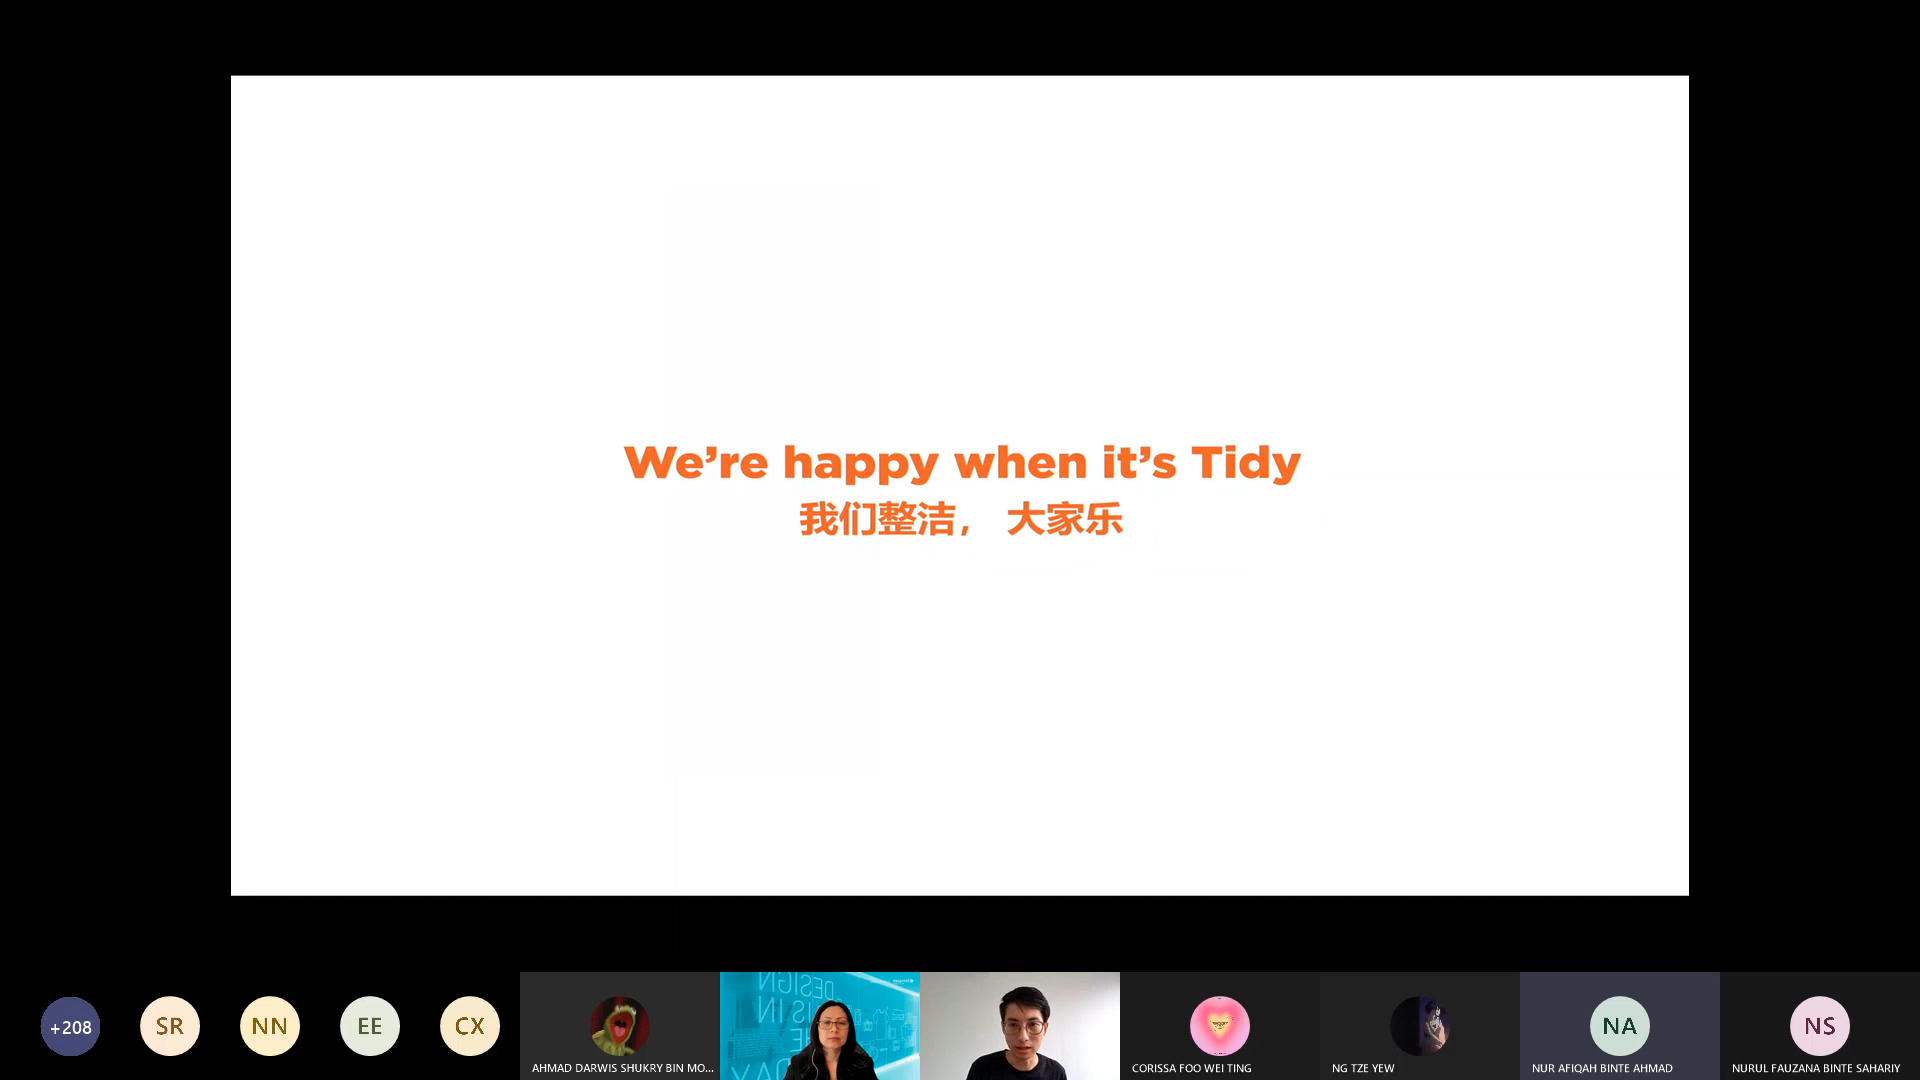 We're happy when it's Tidy
我们整洁， 大家乐
+208
SR
NN
EE
CX
AHMAD DARWIS SHUKRY BIN MO...
CORISSA FOO WEI TING
NG TZE YEW
NA
NUR AFIQAH BINTE AHMAD
NS
NURUL FAUZANA BINTE SAHARIY